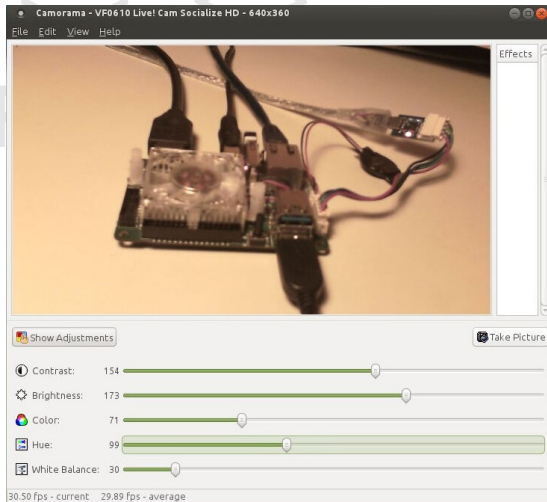 Camorama - VF0610 Live! Cam Socialize HD - 640x360
File Edit View Help
Effects
Show Adjustments
Take Picture
Contrast: 154
Brightness: 173
Color: 71
Hue: 99
White Balance: 30
30.50 fps - current 29.89 fps - average